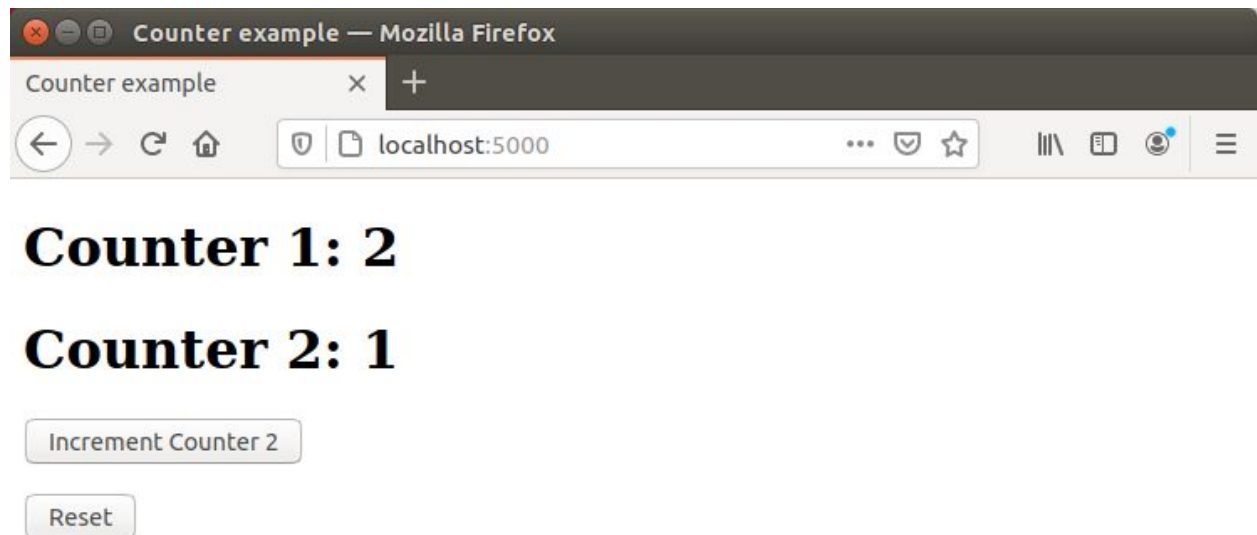 Counter example — Mozilla Firefox
Counter example
localhost:5000
Counter 1: 2
Counter 2: 1
Increment Counter 2
Reset